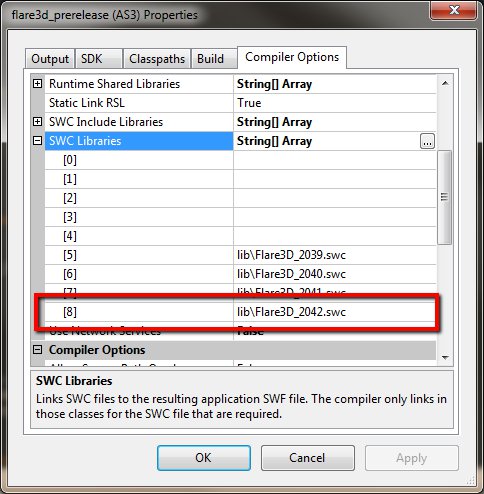 flare3d_prerelease (AS3) Properties
Output SDK Classpaths Build Compiler Options
Runtime Shared Libraries String[] Array
Static Link RSL True
SWC Include Libraries String[] Array
SWC Libraries String[] Array ...
[0]
[1]
[2]
[3]
[4]
[5] lib\Flare3D_2039.swc
[6] lib\Flare3D_2040.swc
[7] lib\Flare3D_2041.swc
[8] lib\Flare3D_2042.swc
Use Network Services False
Compiler Options
SWC Libraries
Links SWC files to the resulting application SWF file. The compiler only links in
those classes for the SWC file that are required.
OK Cancel Apply